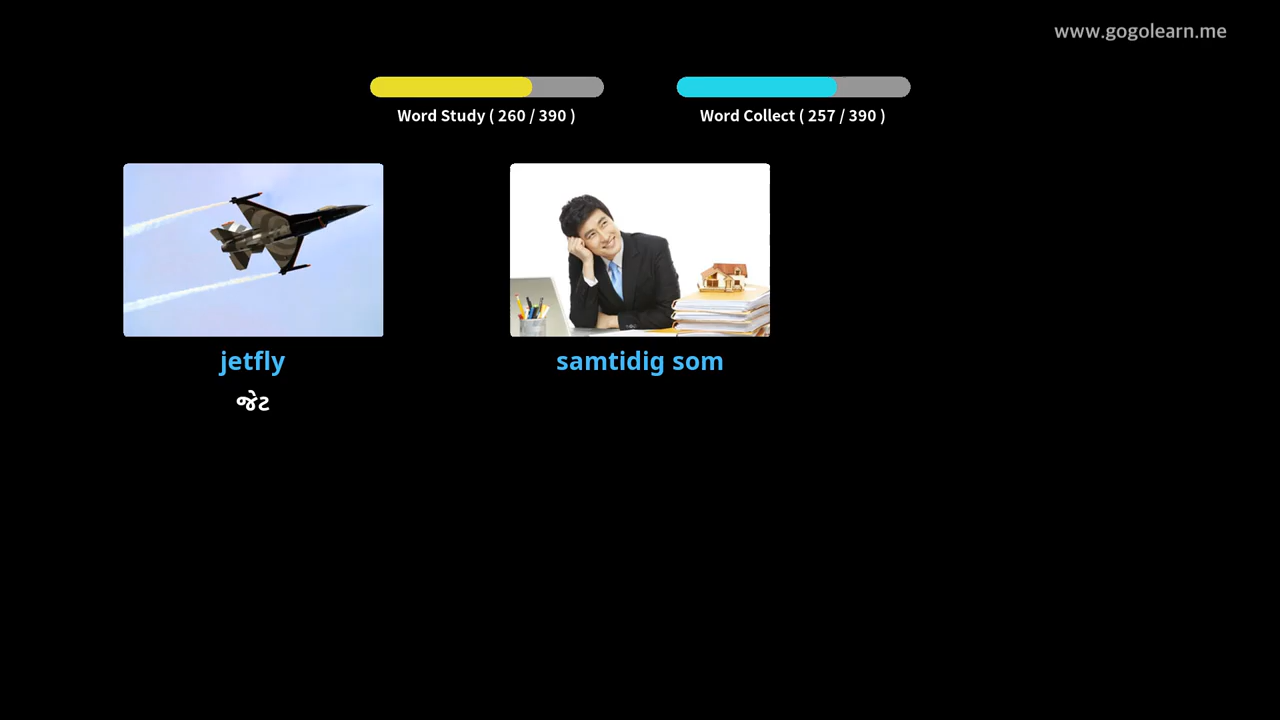 www.gogolearn.me
Word Study ( 260 / 390 )
Word Collect ( 257 / 390 )
jetfly
samtidig som
જેટ